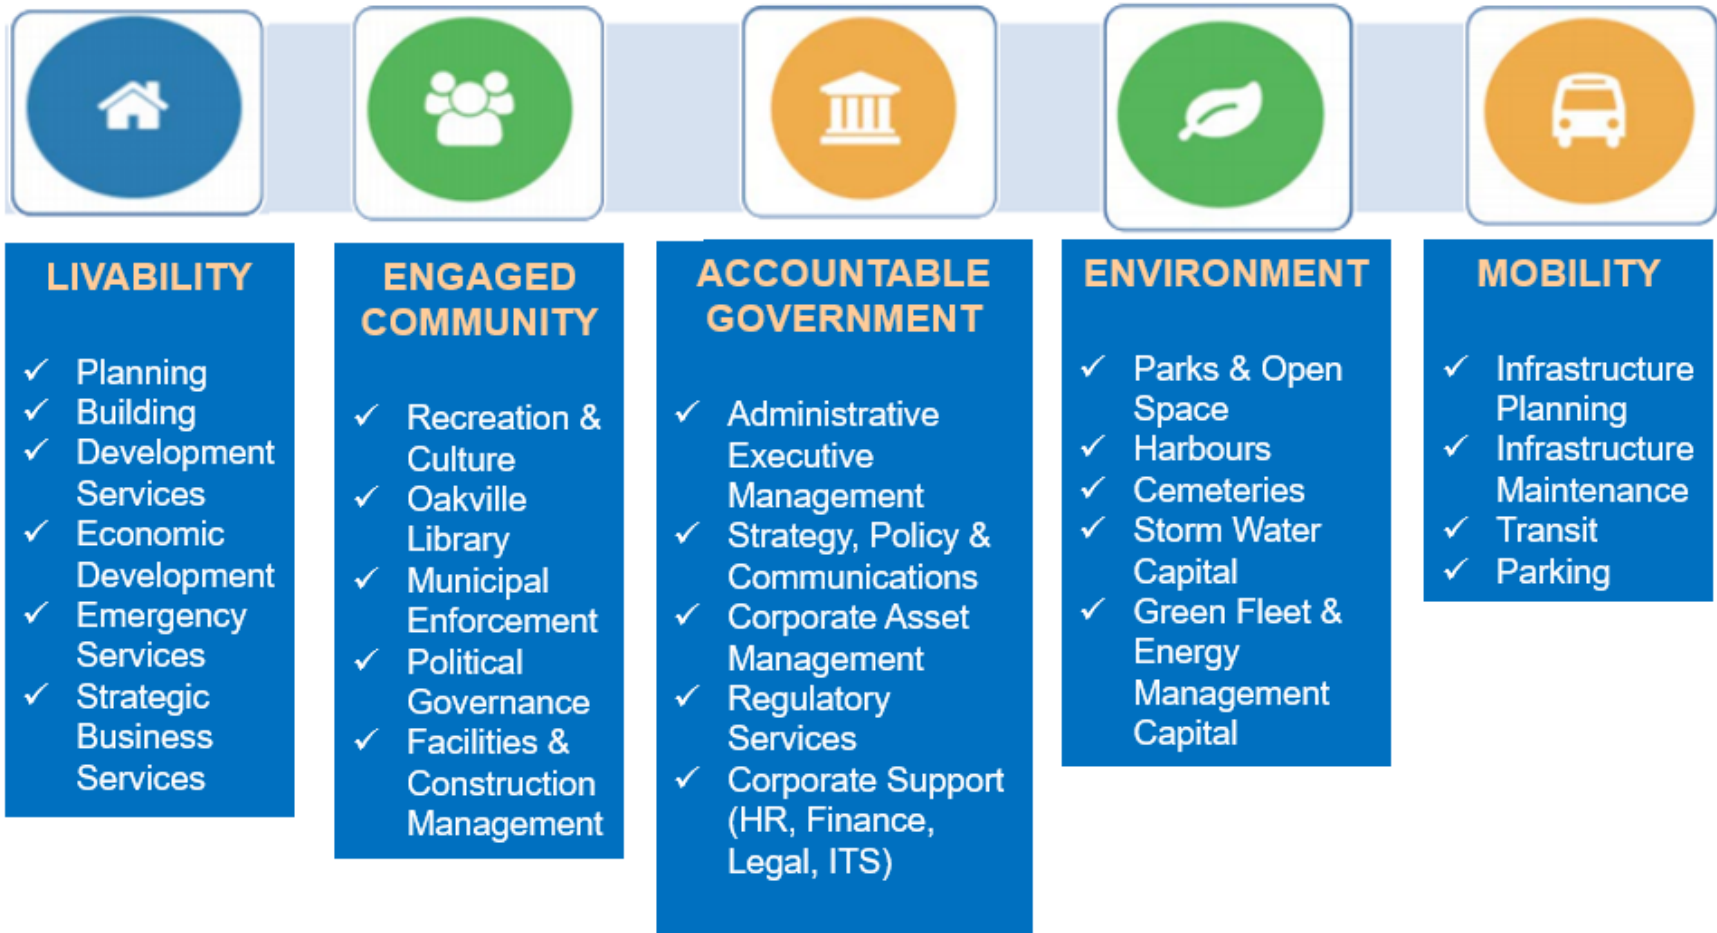 LIVABILITY
✓ Planning
✓ Building
✓ Development
Services
✓ Economic
Development
✓ Emergency
Services
✓ Strategic
Business
Services
ENGAGED
COMMUNITY
✓ Recreation &
Culture
✓ Oakville
Library
✓ Municipal
Enforcement
✓ Political
Governance
✓ Facilities &
Construction
Management
ACCOUNTABLE
GOVERNMENT
✓ Administrative
Executive
Management
✓ Strategy, Policy &
Communications
✓ Corporate Asset
Management
✓ Regulatory
Services
✓ Corporate Support
(HR, Finance,
Legal, ITS)
ENVIRONMENT
✓ Parks & Open
Space
✓ Harbours
✓ Cemeteries
✓ Storm Water
Capital
✓ Green Fleet &
Energy
Management
Capital
MOBILITY
✓ Infrastructure
Planning
✓ Infrastructure
Maintenance
✓ Transit
✓ Parking